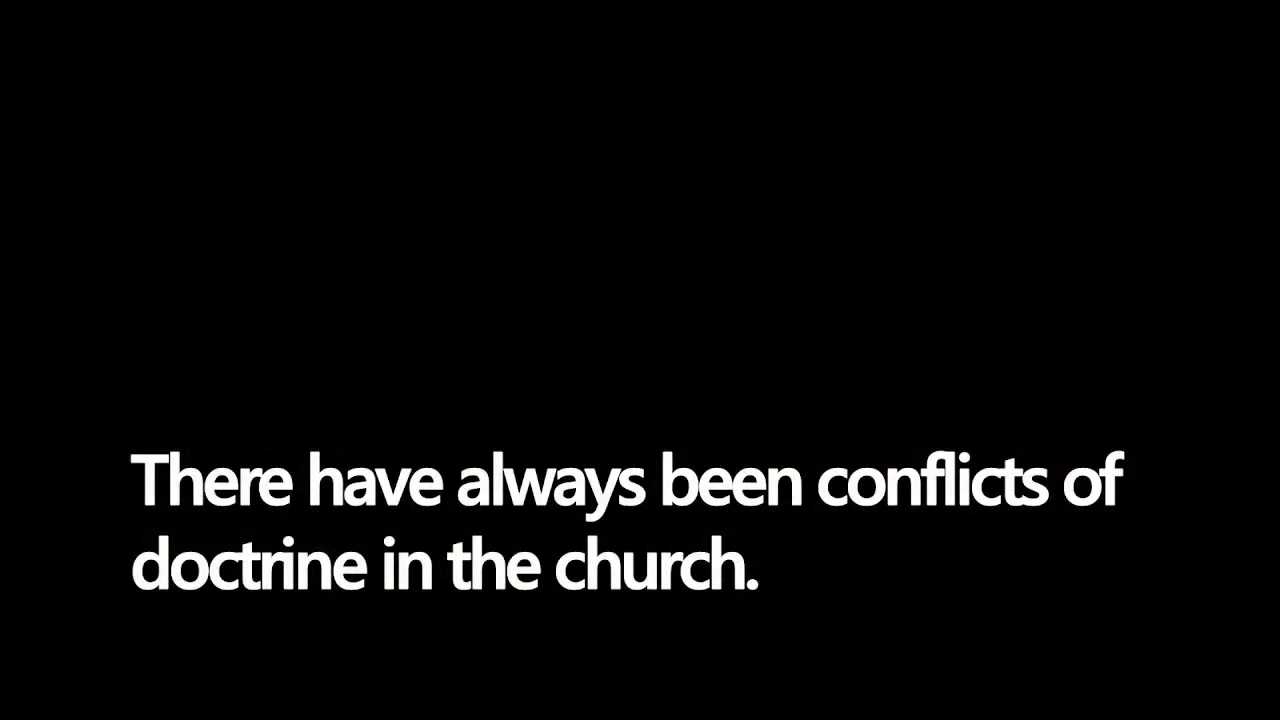 There have always been conflicts of
doctrine in the church.